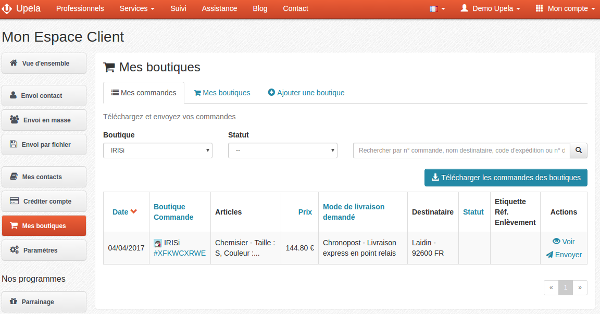 Upela Professionnels Services Suivi Assistance Blog Contact Demo Upela Mon compte
Mon Espace Client
Vue d'ensemble
Envoi contact
Envoi en masse
Envoi par fichier
Mes contacts
Créditer compte
Mes boutiques
Paramètres
Nos programmes
Parrainage
Mes boutiques
Mes commandes Mes boutiques Ajouter une boutique
Téléchargez et envoyez vos commandes
Boutique Statut
IRISi -- Rechercher par n° commande, nom destinataire, code d'expédition ou n° c
Télécharger les commandes des boutiques
Date Boutique Commande Articles Prix Mode de livraison demandé Destinataire Statut Etiquette Réf. Enlèvement Actions
04/04/2017 IRISi #XFKWCXRWE Chemisier - Taille : S, Couleur :... 144.80 € Chronopost - Livraison express en point relais Laidin - 92600 FR Voir Envoyer
« 1 »